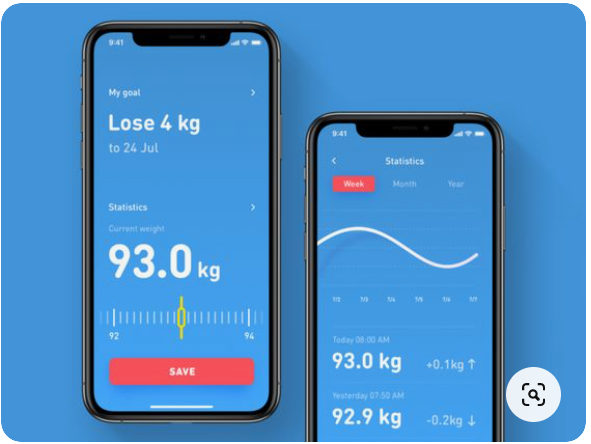 9:41
My goal
Lose 4 kg
to 24 Jul
Statistics
Current weight
93.0 kg
92 94
SAVE
9:41
Statistics
Week Month Year
7/2 7/3 7/4 7/5 7/6 7/7
Today 08:00 AM
93.0 kg +0.1kg ↑
Yesterday 07:50 AM
92.9 kg -0.2kg ↓